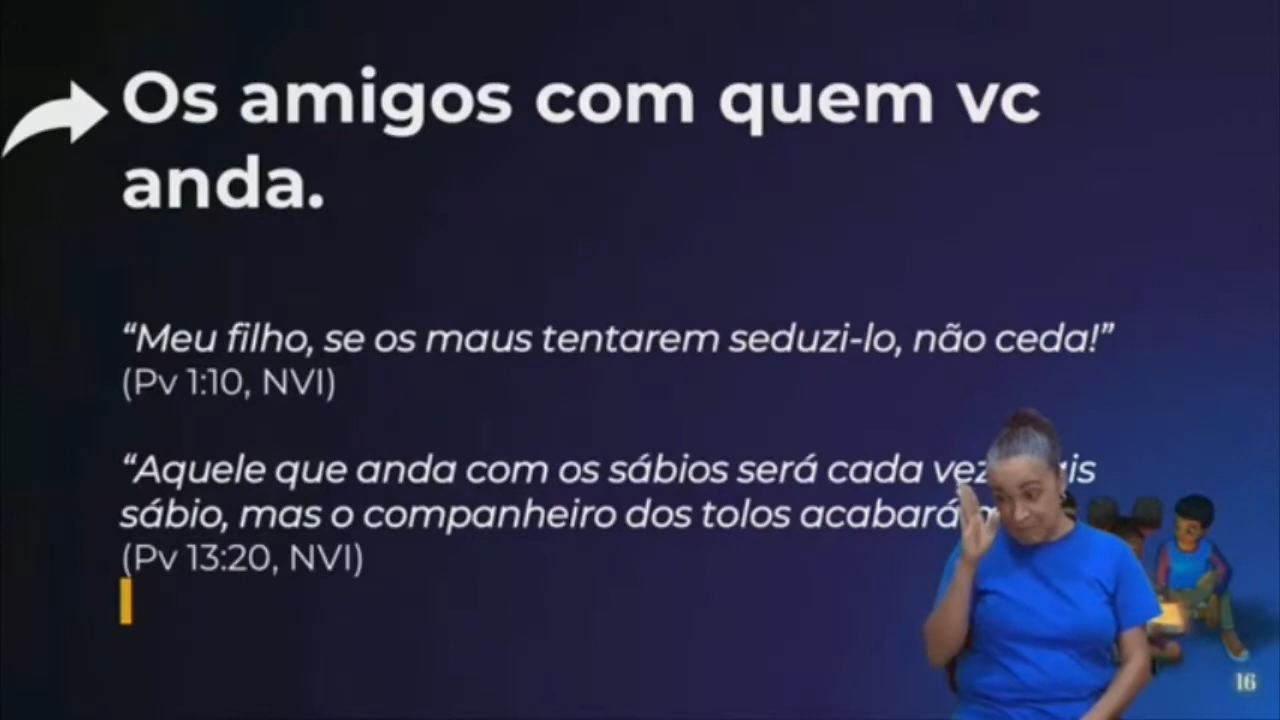 Os amigos com quem vc
anda.
“Meu filho, se os maus tentarem seduzi-lo, não ceda!”
(Pv 1:10, NVI)
“Aquele que anda com os sábios será cada vez
sábio, mas o companheiro dos tolos acabará
(Pv 13:20, NVI)
16